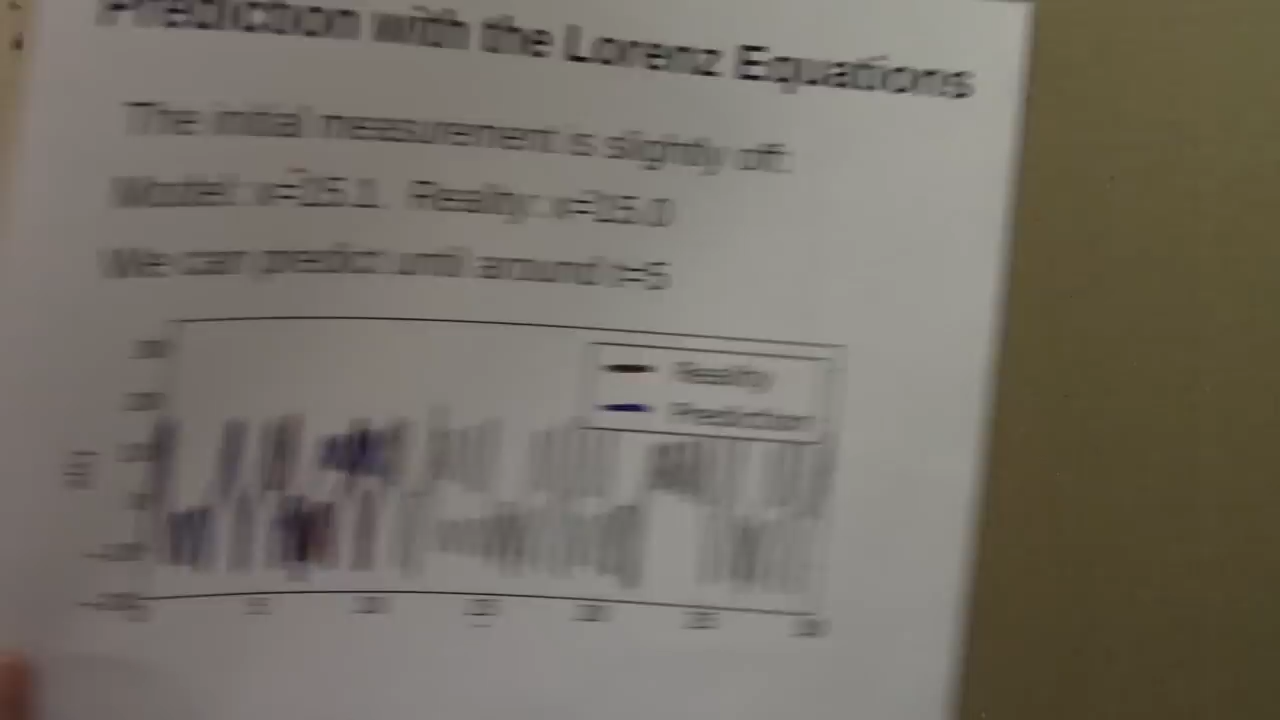 Prediction with the Lorenz Equations
The initial measurement is slightly off:
Model: x=15.1 Reality: x=15.0
We can predict until around t=5
Reality
Prediction